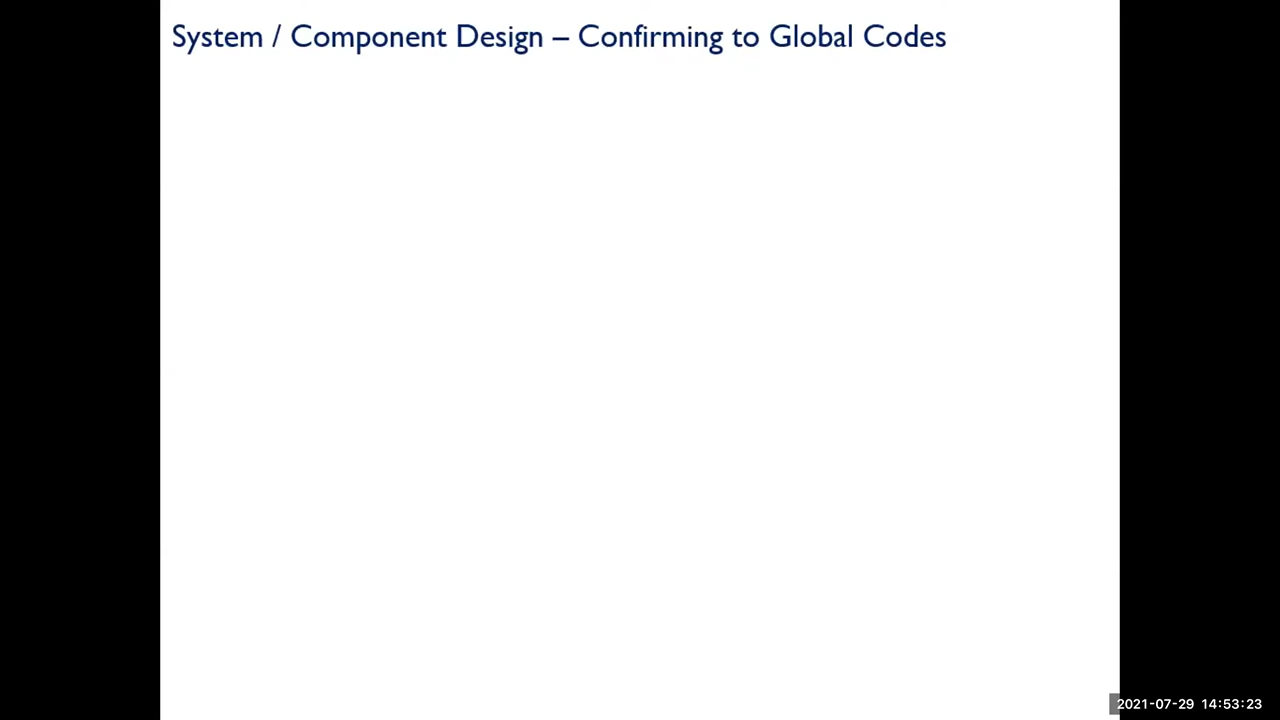 System / Component Design – Confirming to Global Codes
2021-07-29 14:53:23